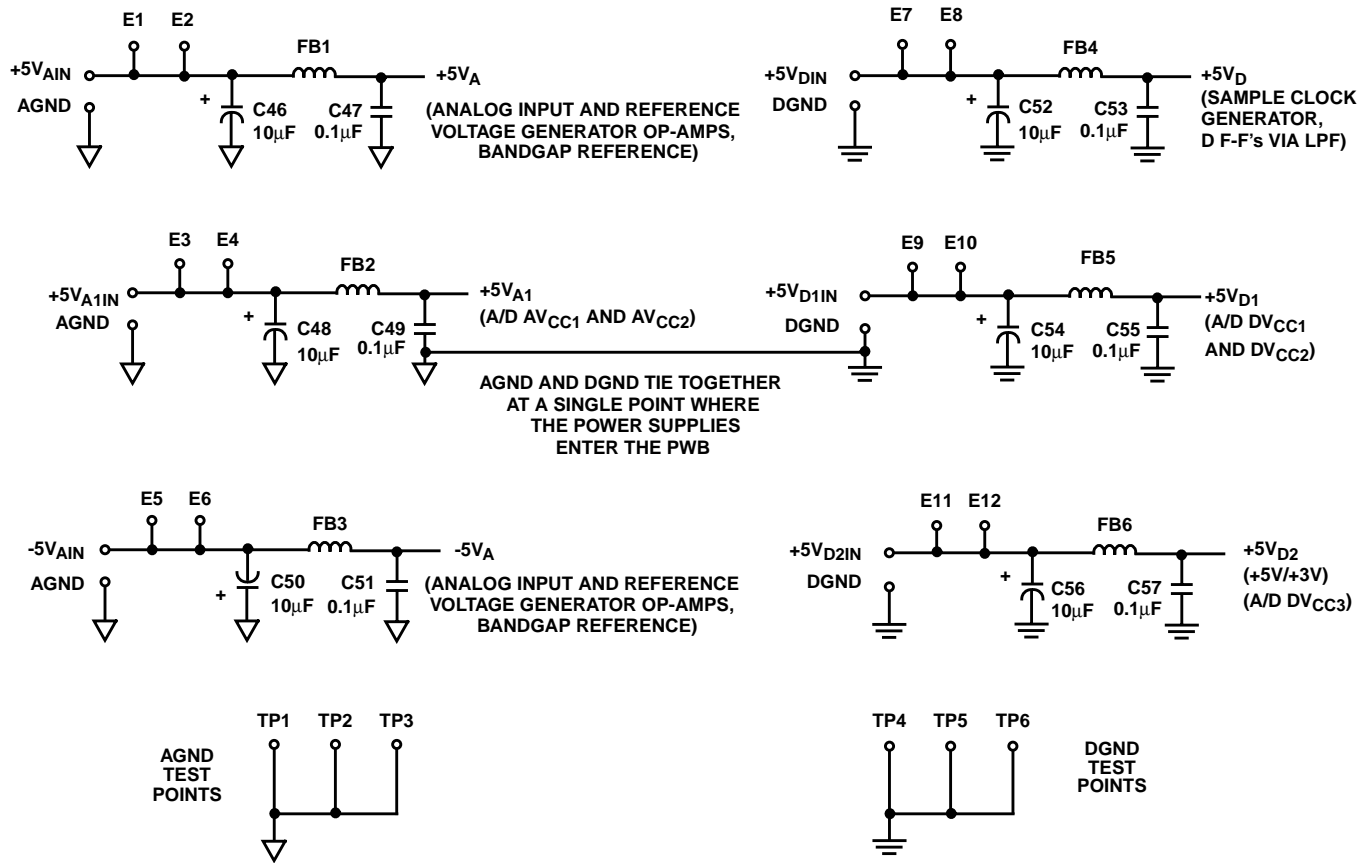 E1 E2
FB1
+5VAIN
+5VA
AGND
+
C46
10µF
C47
0.1µF
(ANALOG INPUT AND REFERENCE
VOLTAGE GENERATOR OP-AMPS,
BANDGAP REFERENCE)
E7 E8
FB4
+5VDIN
+5VD
DGND
+
C52
10µF
C53
0.1µF
(SAMPLE CLOCK
GENERATOR,
D F-F's VIA LPF)
E3 E4
FB2
+5VA1IN
+5VA1
AGND
+
C48
10µF
C49
0.1µF
(A/D AVCC1 AND AVCC2)
E9 E10
FB5
+5VD1IN
+5VD1
DGND
+
C54
10µF
C55
0.1µF
(A/D DVCC1
AND DVCC2)
AGND AND DGND TIE TOGETHER
AT A SINGLE POINT WHERE
THE POWER SUPPLIES
ENTER THE PWB
E5 E6
FB3
-5VAIN
-5VA
AGND
+
C50
10µF
C51
0.1µF
(ANALOG INPUT AND REFERENCE
VOLTAGE GENERATOR OP-AMPS,
BANDGAP REFERENCE)
E11 E12
FB6
+5VD2IN
+5VD2
DGND
+
C56
10µF
C57
0.1µF
(+5V/+3V)
(A/D DVCC3)
TP1 TP2 TP3
AGND
TEST
POINTS
TP4 TP5 TP6
DGND
TEST
POINTS